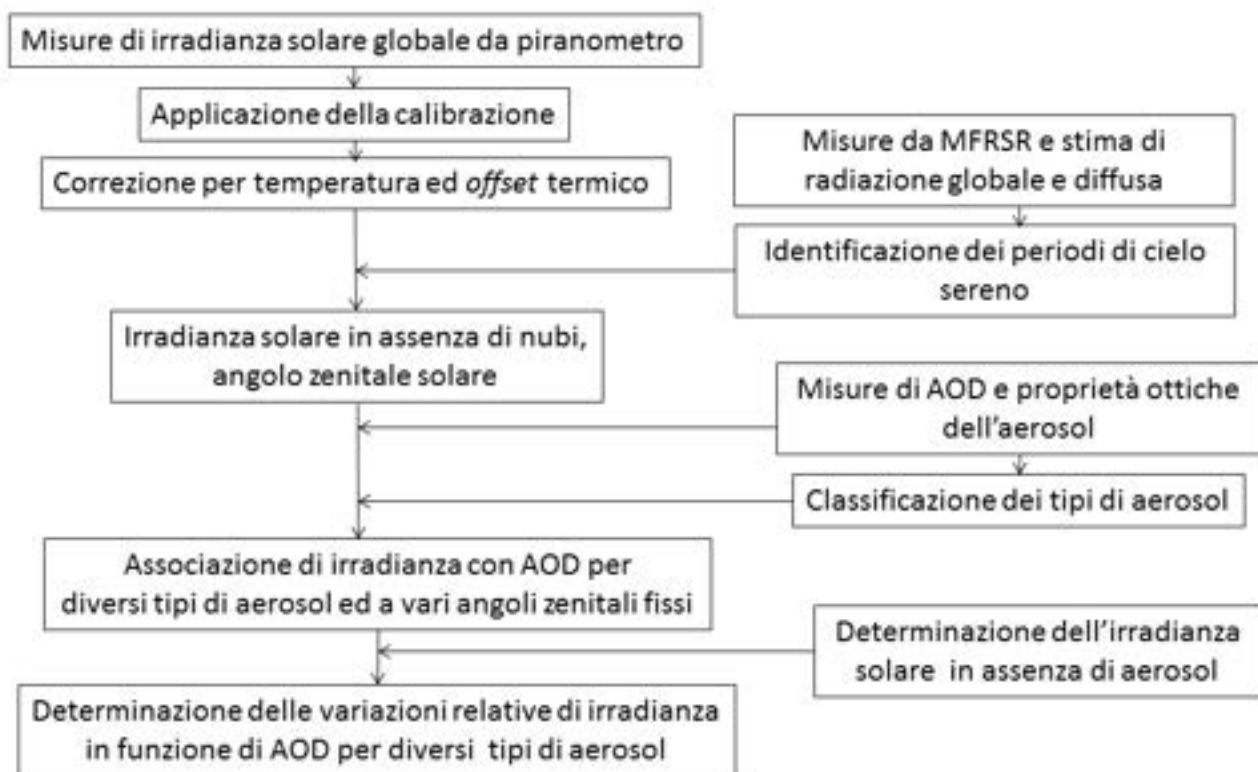 Misure di irradianza solare globale da piranometro
Applicazione della calibrazione
Correzione per temperatura ed offset termico
Misure da MFRSR e stima di
radiazione globale e diffusa
Identificazione dei periodi di cielo
sereno
Irradianza solare in assenza di nubi,
angolo zenitale solare
Misure di AOD e proprietà ottiche
dell'aerosol
Classificazione dei tipi di aerosol
Associazione di irradianza con AOD per
diversi tipi di aerosol ed a vari angoli zenitali fissi
Determinazione dell'irradianza
solare in assenza di aerosol
Determinazione delle variazioni relative di irradianza
in funzione di AOD per diversi tipi di aerosol